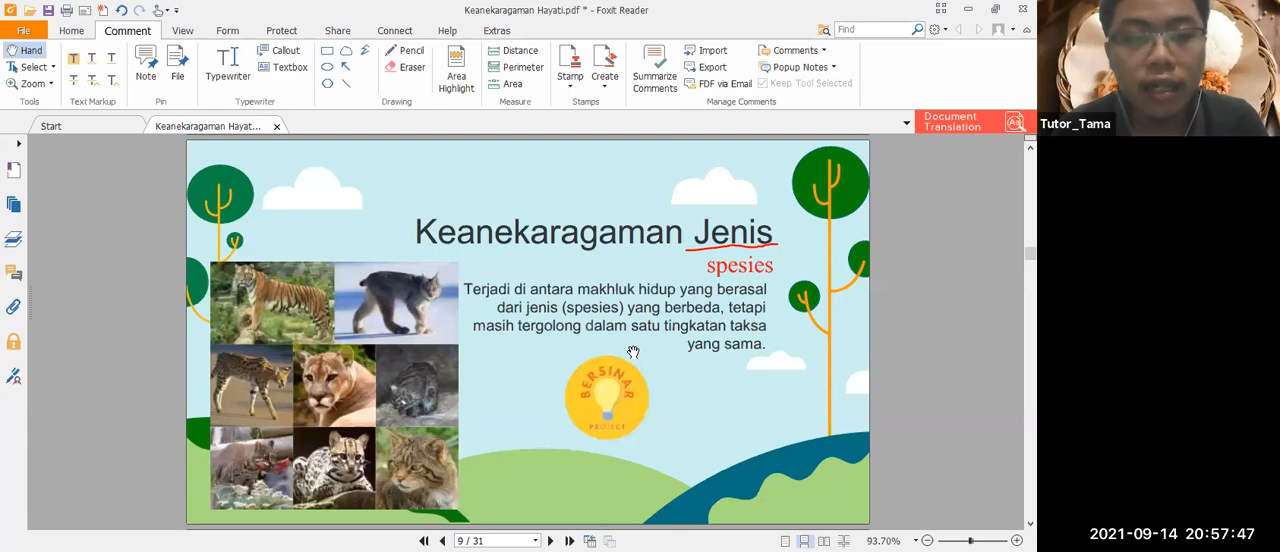 Keanekaragaman Hayati.pdf * - Foxit Reader
File Home Comment View Form Protect Share Connect Help Extras
Find
Hand
Select
Zoom
Tools
Text Markup
Note
File
Pin
Typewriter
Callout
Textbox
Typewriter
Pencil
Eraser
Drawing
Area
Highlight
Distance
Perimeter
Area
Measure
Stamp
Create
Stamps
Summarize
Comments
Import
Export
FDF via Email
Comments
Popup Notes
Keep Tool Selected
Manage Comments
Start
Keanekaragaman Hayat...
Document
Translation
Tutor_Tama
Keanekaragaman Jenis
spesies
Terjadi di antara makhluk hidup yang berasal
dari jenis (spesies) yang berbeda, tetapi
masih tergolong dalam satu tingkatan taksa
yang sama.
BERSINAR
PROJECT
9 / 31
93.70%
2021-09-14 20:57:47